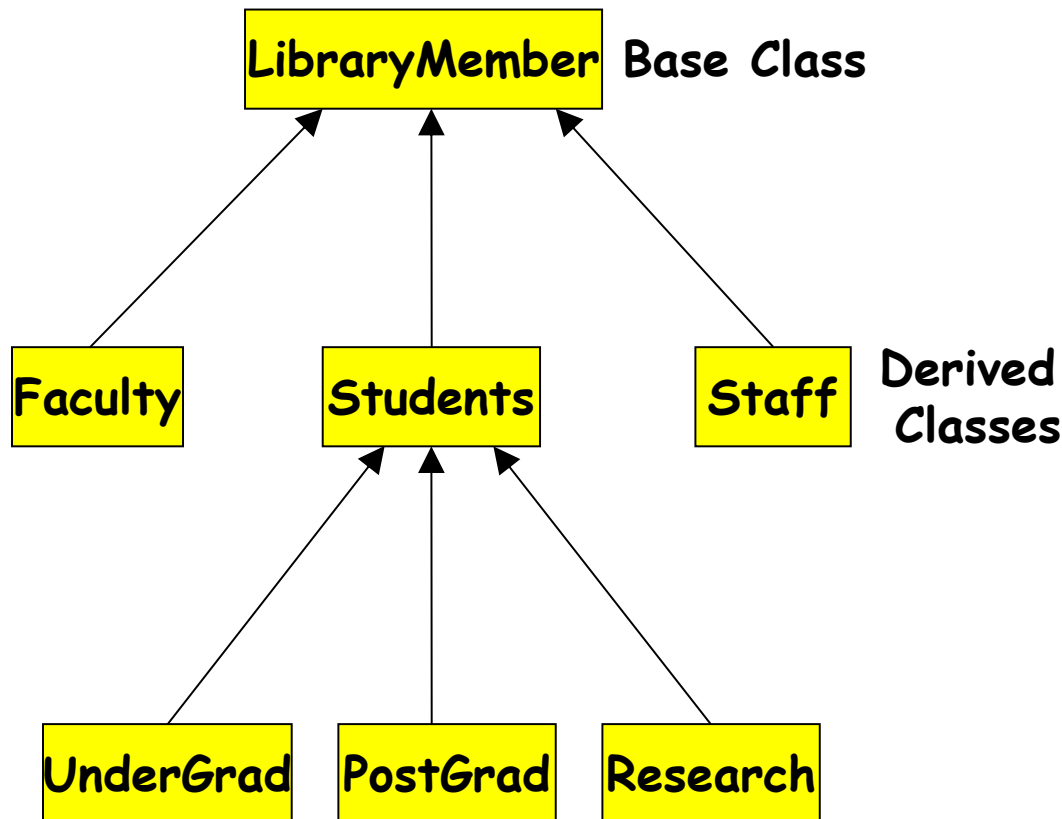 LibraryMember Base Class
Faculty Students Staff Derived
Classes
UnderGrad PostGrad Research